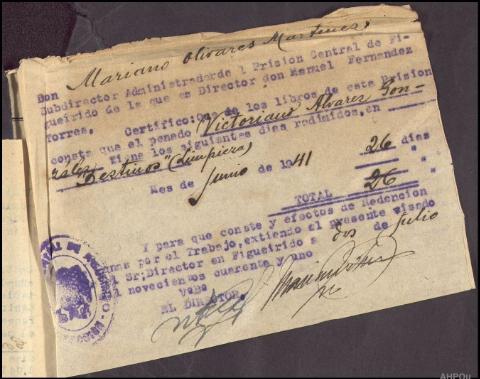 Don Mariano Olivares Martinez
Subdirector Administrador de l Prision Central de Fi-
gueirido de la que es Director don Manuel Fernandez
Torres.
Certifico: de los libros de esta Prision
consta que el penado Victoriano Alvarez Gon-
zalez tiene los siguientes dias redimidos, en
Destinos "(Limpieza)
Mes de Junio de 1941 26 dias
TOTAL 26 "
Y para que conste y efectos de Redencion
Penas por el Trabajo, extiendo el presente visado
el Sr. Director en Figueirido a dos de julio
novecientos cuarenta y uno
VºBº
EL DIRECTOR,
AHPOu